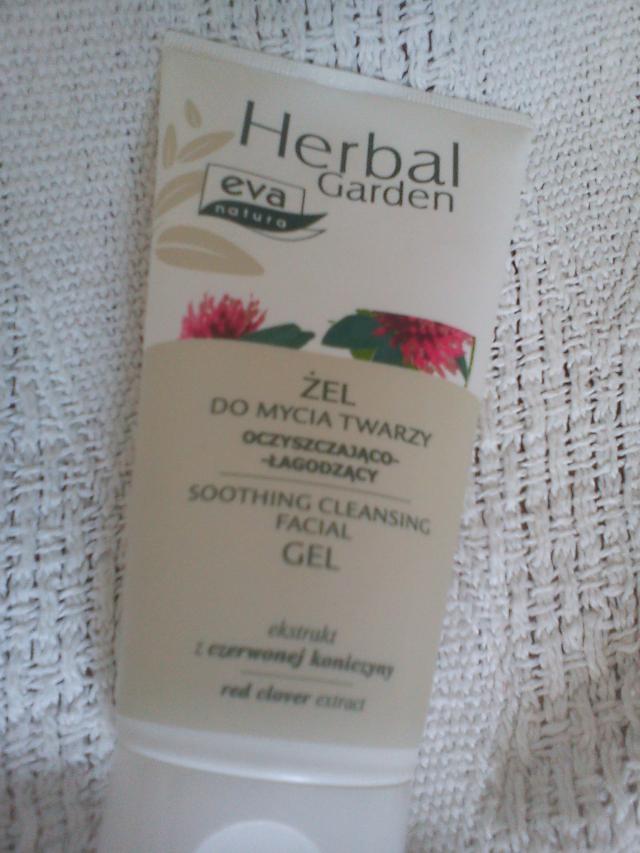 Herbal
Garden
eva
natura
ŻEL
DO MYCIA TWARZY
OCZYSZCZAJĄCO-
-ŁAGODZĄCY
SOOTHING CLEANSING
FACIAL
GEL
ekstrakt
z czerwonej koniczyny
red clover extract